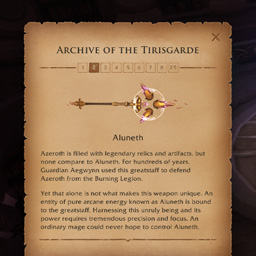 Archive of the Tirisgarde
1 2 3 4 5 6 7 8 25
Aluneth
Azeroth is filled with legendary relics and artifacts, but
none compare to Aluneth. For hundreds of years,
Guardian Aegwynn used this greatstaff to defend
Azeroth from the Burning Legion.
Yet that alone is not what makes this weapon unique. An
entity of pure arcane energy known as Aluneth is bound
to the greatstaff. Harnessing this unruly being and its
power requires tremendous precision and focus. An
ordinary mage could never hope to control Aluneth.